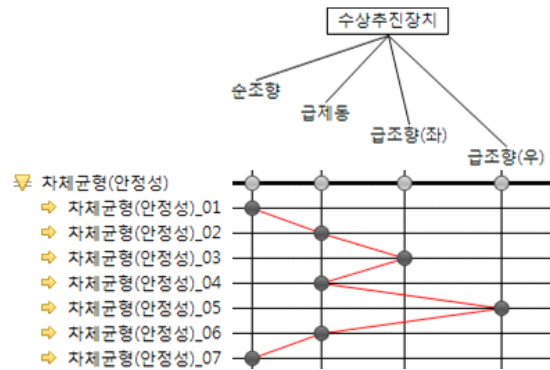 수상추진장치
순조향
급제동
급조향(좌)
급조향(우)
차체균형(안정성)
차체균형(안정성)_01
차체균형(안정성)_02
차체균형(안정성)_03
차체균형(안정성)_04
차체균형(안정성)_05
차체균형(안정성)_06
차체균형(안정성)_07